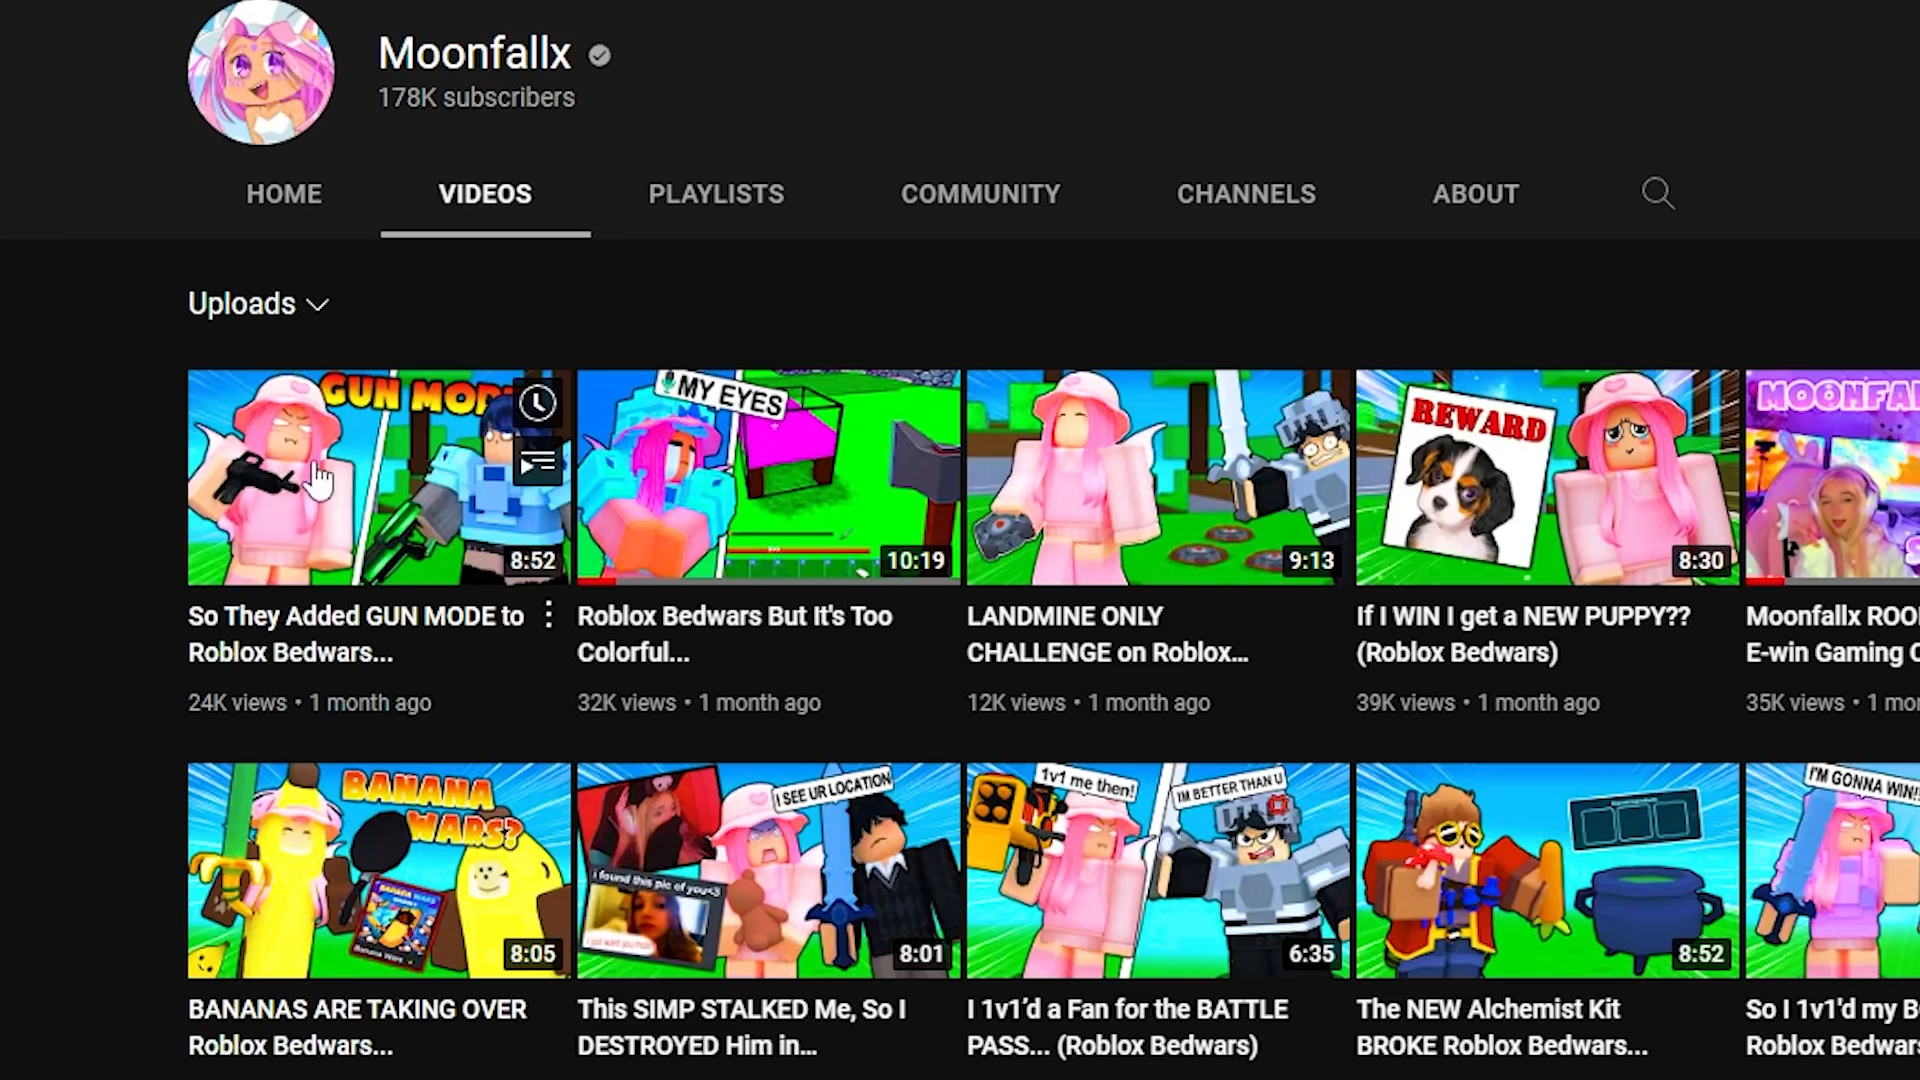 Moonfallx
178K subscribers
HOME
VIDEOS
PLAYLISTS
COMMUNITY
CHANNELS
ABOUT
Uploads
GUN MOD
8:52
MY EYES
10:19
9:13
REWARD
8:30
MOONFAL
So They Added GUN MODE to
Roblox Bedwars...
24K views • 1 month ago
Roblox Bedwars But It's Too
Colorful...
32K views • 1 month ago
LANDMINE ONLY
CHALLENGE on Roblox...
12K views • 1 month ago
If I WIN I get a NEW PUPPY??
(Roblox Bedwars)
39K views • 1 month ago
Moonfallx ROO
E-win Gaming C
35K views • 1 mo
BANANA
WARS?
BANANA WARS
8:05
I SEE UR LOCATION
i found this pic of you<3
8:01
1v1 me then!
IM BETTER THAN U
6:35
8:52
I'M GONNA WIN!!
BANANAS ARE TAKING OVER
Roblox Bedwars...
This SIMP STALKED Me, So I
DESTROYED Him in...
I 1v1'd a Fan for the BATTLE
PASS... (Roblox Bedwars)
The NEW Alchemist Kit
BROKE Roblox Bedwars...
So I 1v1'd my B
Roblox Bedwars